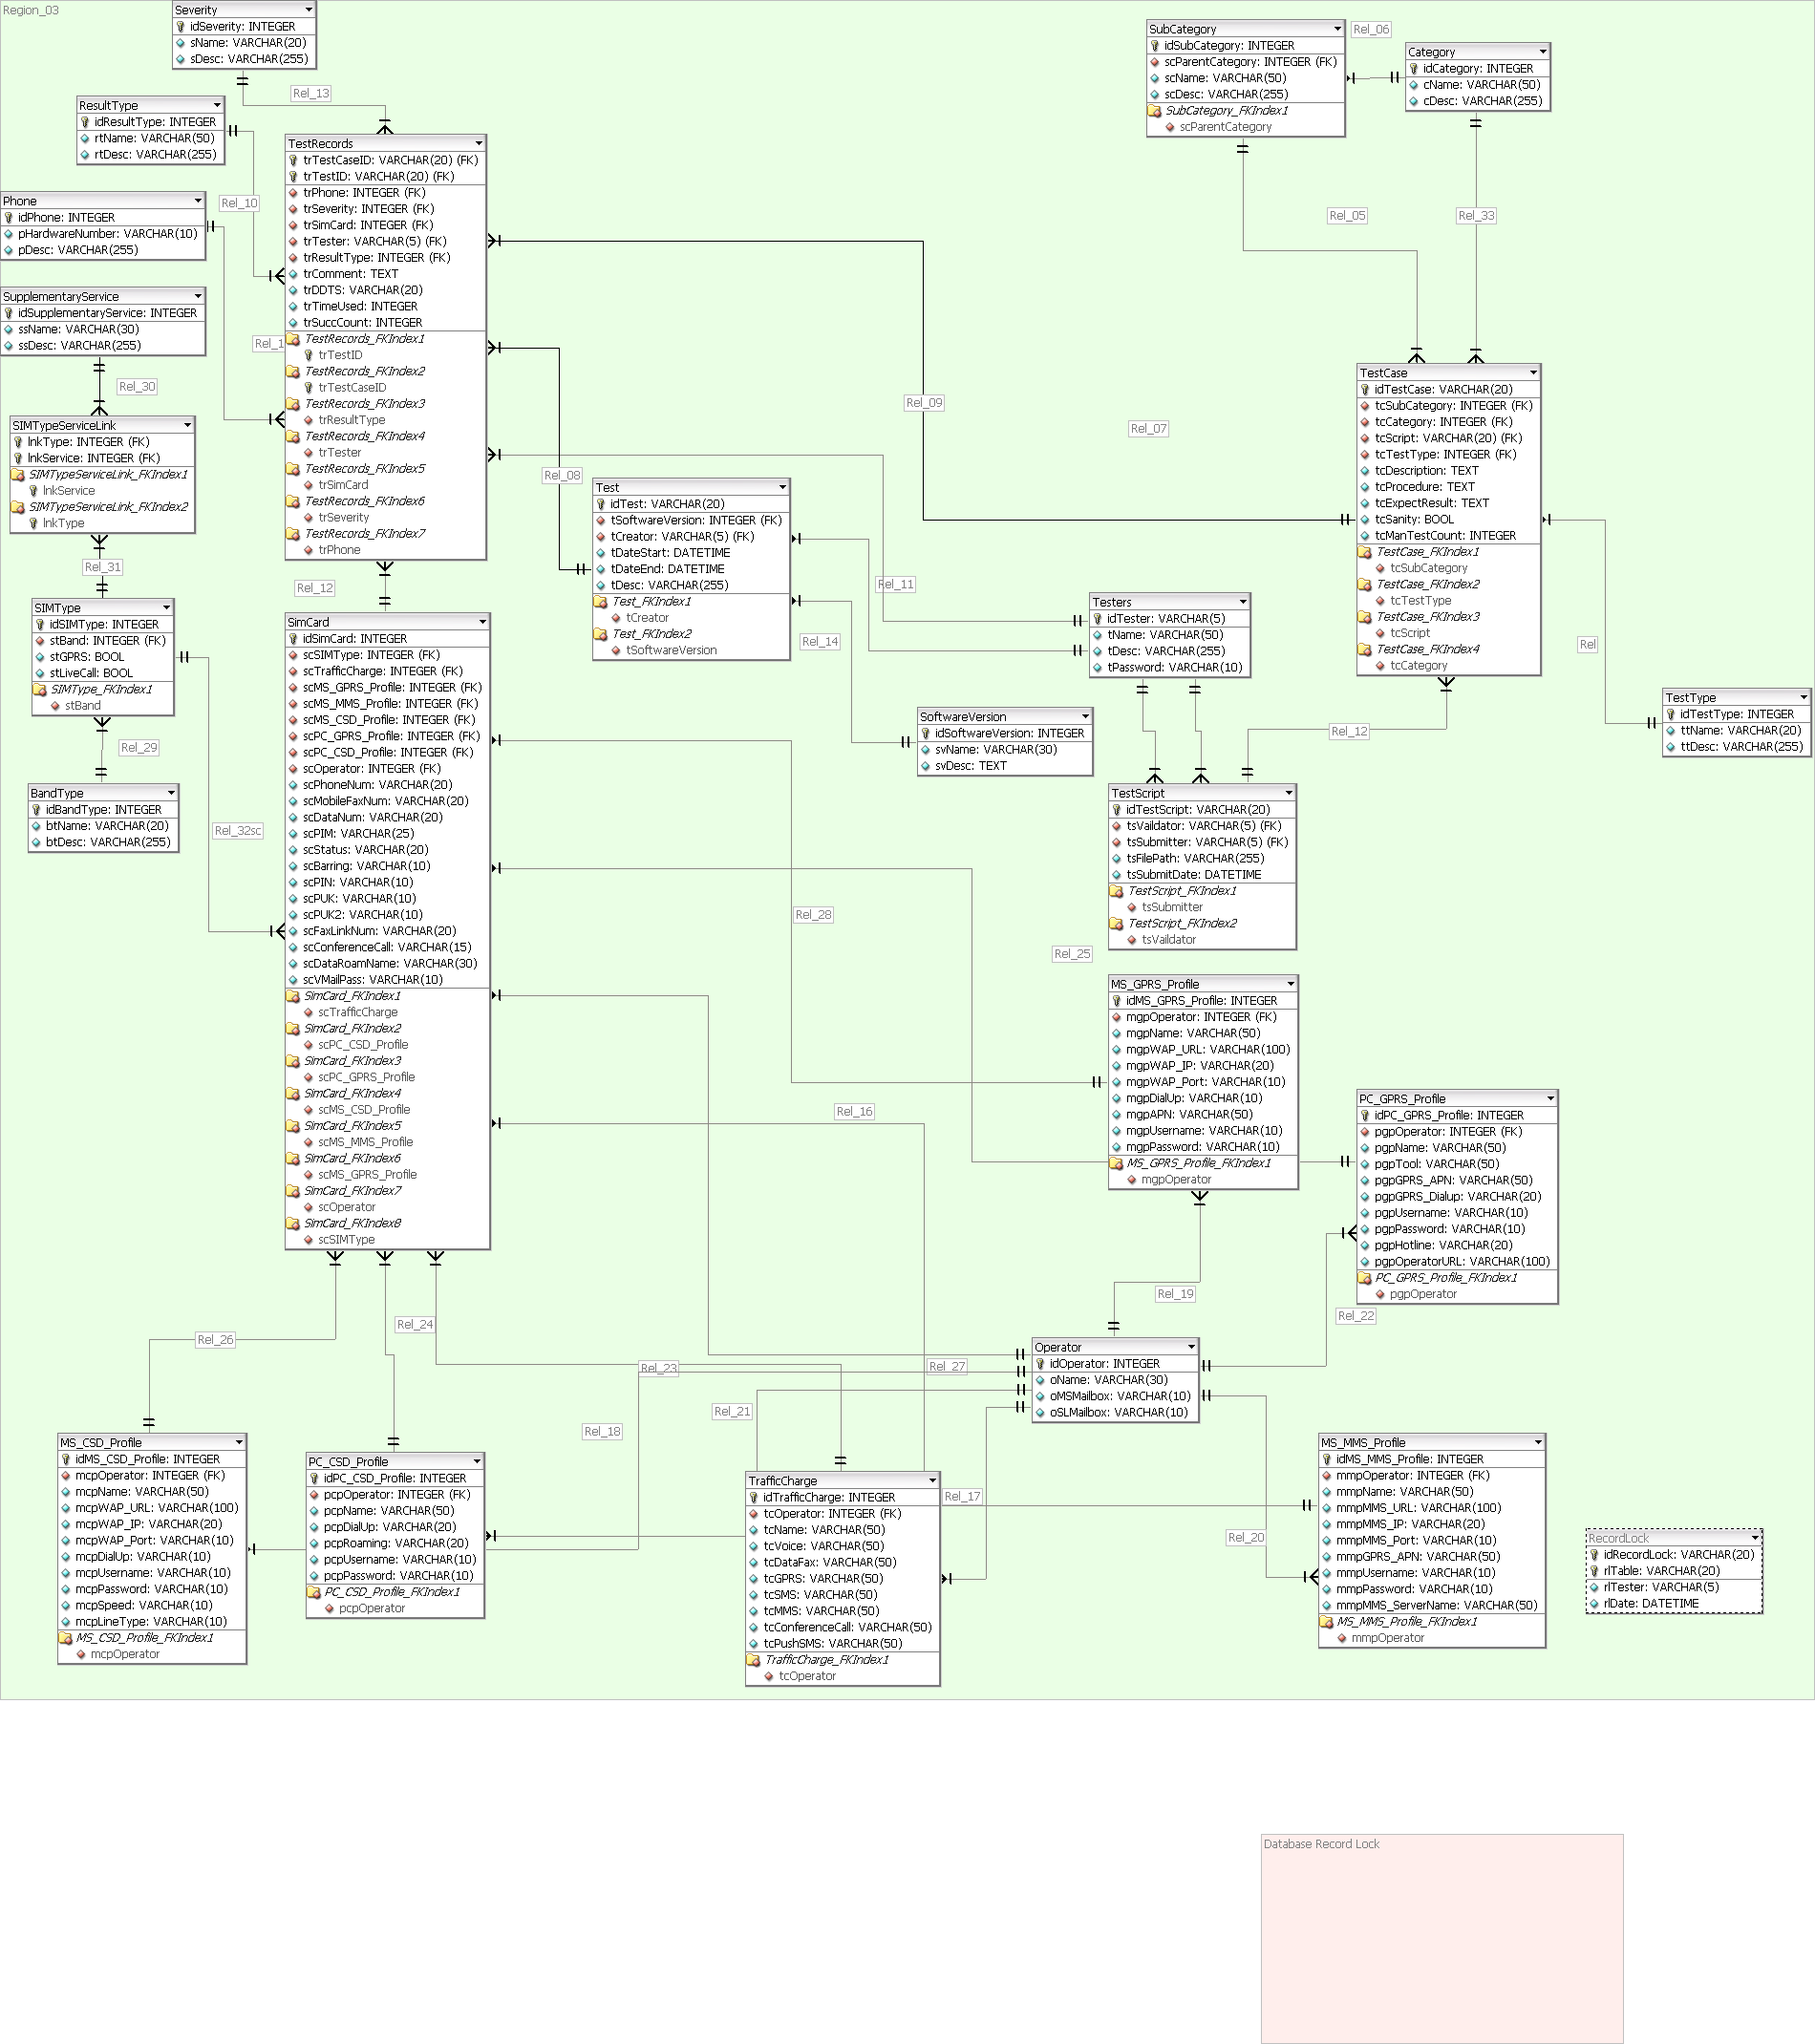 Region_03
Severity
idSeverity: INTEGER
sName: VARCHAR(20)
sDesc: VARCHAR(255)
Rel_13
ResultType
idResultType: INTEGER
rtName: VARCHAR(50)
rtDesc: VARCHAR(255)
Rel_10
Phone
idPhone: INTEGER
pHardwareNumber: VARCHAR(10)
pDesc: VARCHAR(255)
Rel_1
SupplementaryService
idSupplementaryService: INTEGER
ssName: VARCHAR(30)
ssDesc: VARCHAR(255)
Rel_30
SIMTypeServiceLink
lnkType: INTEGER (FK)
lnkService: INTEGER (FK)
SIMTypeServiceLink_FKIndex1
lnkService
SIMTypeServiceLink_FKIndex2
lnkType
Rel_31
SIMType
idSIMType: INTEGER
stBand: INTEGER (FK)
stGPRS: BOOL
stLiveCall: BOOL
SIMType_FKIndex1
stBand
Rel_29
BandType
idBandType: INTEGER
btName: VARCHAR(20)
btDesc: VARCHAR(255)
Rel_32sc
TestRecords
trTestCaseID: VARCHAR(20) (FK)
trTestID: VARCHAR(20) (FK)
trPhone: INTEGER (FK)
trSeverity: INTEGER (FK)
trSimCard: INTEGER (FK)
trTester: VARCHAR(5) (FK)
trResultType: INTEGER (FK)
trComment: TEXT
trDDTS: VARCHAR(20)
trTimeUsed: INTEGER
trSuccCount: INTEGER
TestRecords_FKIndex1
trTestID
TestRecords_FKIndex2
trTestCaseID
TestRecords_FKIndex3
trResultType
TestRecords_FKIndex4
trTester
TestRecords_FKIndex5
trSimCard
TestRecords_FKIndex6
trSeverity
TestRecords_FKIndex7
trPhone
Rel_12
SimCard
idSimCard: INTEGER
scSIMType: INTEGER (FK)
scTrafficCharge: INTEGER (FK)
scMS_GPRS_Profile: INTEGER (FK)
scMS_MMS_Profile: INTEGER (FK)
scMS_CSD_Profile: INTEGER (FK)
scPC_GPRS_Profile: INTEGER (FK)
scPC_CSD_Profile: INTEGER (FK)
scOperator: INTEGER (FK)
scPhoneNum: VARCHAR(20)
scMobileFaxNum: VARCHAR(20)
scDataNum: VARCHAR(20)
scPIM: VARCHAR(25)
scStatus: VARCHAR(20)
scBarring: VARCHAR(10)
scPIN: VARCHAR(10)
scPUK: VARCHAR(10)
scPUK2: VARCHAR(10)
scFaxLinkNum: VARCHAR(20)
scConferenceCall: VARCHAR(15)
scDataRoamName: VARCHAR(30)
scVMailPass: VARCHAR(10)
SimCard_FKIndex1
scTrafficCharge
SimCard_FKIndex2
scPC_CSD_Profile
SimCard_FKIndex3
scPC_GPRS_Profile
SimCard_FKIndex4
scMS_CSD_Profile
SimCard_FKIndex5
scMS_MMS_Profile
SimCard_FKIndex6
scMS_GPRS_Profile
SimCard_FKIndex7
scOperator
SimCard_FKIndex8
scSIMType
Rel_09
Rel_08
Rel_07
Test
idTest: VARCHAR(20)
tSoftwareVersion: INTEGER (FK)
tCreator: VARCHAR(5) (FK)
tDateStart: DATETIME
tDateEnd: DATETIME
tDesc: VARCHAR(255)
Test_FKIndex1
tCreator
Test_FKIndex2
tSoftwareVersion
Rel_11
Rel_14
SubCategory
idSubCategory: INTEGER
scParentCategory: INTEGER (FK)
scName: VARCHAR(50)
scDesc: VARCHAR(255)
SubCategory_FKIndex1
scParentCategory
Rel_06
Category
idCategory: INTEGER
cName: VARCHAR(50)
cDesc: VARCHAR(255)
Rel_05
Rel_33
TestCase
idTestCase: VARCHAR(20)
tcSubCategory: INTEGER (FK)
tcCategory: INTEGER (FK)
tcScript: VARCHAR(20) (FK)
tcTestType: INTEGER (FK)
tcDescription: TEXT
tcProcedure: TEXT
tcExpectResult: TEXT
tcSanity: BOOL
tcManTestCount: INTEGER
TestCase_FKIndex1
tcSubCategory
TestCase_FKIndex2
tcTestType
TestCase_FKIndex3
tcScript
TestCase_FKIndex4
tcCategory
Rel
TestType
idTestType: INTEGER
ttName: VARCHAR(20)
ttDesc: VARCHAR(255)
Testers
idTester: VARCHAR(5)
tName: VARCHAR(50)
tDesc: VARCHAR(255)
tPassword: VARCHAR(10)
Rel_12
SoftwareVersion
idSoftwareVersion: INTEGER
svName: VARCHAR(30)
svDesc: TEXT
TestScript
idTestScript: VARCHAR(20)
tsVaildator: VARCHAR(5) (FK)
tsSubmitter: VARCHAR(5) (FK)
tsFilePath: VARCHAR(255)
tsSubmitDate: DATETIME
TestScript_FKIndex1
tsSubmitter
TestScript_FKIndex2
tsVaildator
Rel_28
Rel_25
MS_GPRS_Profile
idMS_GPRS_Profile: INTEGER
mgpOperator: INTEGER (FK)
mgpName: VARCHAR(50)
mgpWAP_URL: VARCHAR(100)
mgpWAP_IP: VARCHAR(20)
mgpWAP_Port: VARCHAR(10)
mgpDialUp: VARCHAR(10)
mgpAPN: VARCHAR(50)
mgpUsername: VARCHAR(10)
mgpPassword: VARCHAR(10)
MS_GPRS_Profile_FKIndex1
mgpOperator
Rel_16
PC_GPRS_Profile
idPC_GPRS_Profile: INTEGER
pgpOperator: INTEGER (FK)
pgpName: VARCHAR(50)
pgpTool: VARCHAR(50)
pgpGPRS_APN: VARCHAR(50)
pgpGPRS_Dialup: VARCHAR(20)
pgpUsername: VARCHAR(10)
pgpPassword: VARCHAR(10)
pgpHotline: VARCHAR(20)
pgpOperatorURL: VARCHAR(100)
PC_GPRS_Profile_FKIndex1
pgpOperator
Rel_19
Rel_22
Rel_26
Rel_24
Rel_23
Rel_27
Rel_21
Rel_18
Operator
idOperator: INTEGER
oName: VARCHAR(30)
oMSMailbox: VARCHAR(10)
oSLMailbox: VARCHAR(10)
MS_CSD_Profile
idMS_CSD_Profile: INTEGER
mcpOperator: INTEGER (FK)
mcpName: VARCHAR(50)
mcpWAP_URL: VARCHAR(100)
mcpWAP_IP: VARCHAR(20)
mcpWAP_Port: VARCHAR(10)
mcpDialUp: VARCHAR(10)
mcpUsername: VARCHAR(10)
mcpPassword: VARCHAR(10)
mcpSpeed: VARCHAR(10)
mcpLineType: VARCHAR(10)
MS_CSD_Profile_FKIndex1
mcpOperator
PC_CSD_Profile
idPC_CSD_Profile: INTEGER
pcpOperator: INTEGER (FK)
pcpName: VARCHAR(50)
pcpDialUp: VARCHAR(20)
pcpRoaming: VARCHAR(20)
pcpUsername: VARCHAR(10)
pcpPassword: VARCHAR(10)
PC_CSD_Profile_FKIndex1
pcpOperator
TrafficCharge
idTrafficCharge: INTEGER
tcOperator: INTEGER (FK)
tcName: VARCHAR(50)
tcVoice: VARCHAR(50)
tcDataFax: VARCHAR(50)
tcGPRS: VARCHAR(50)
tcSMS: VARCHAR(50)
tcMMS: VARCHAR(50)
tcConferenceCall: VARCHAR(50)
tcPushSMS: VARCHAR(50)
TrafficCharge_FKIndex1
tcOperator
Rel_17
Rel_20
MS_MMS_Profile
idMS_MMS_Profile: INTEGER
mmpOperator: INTEGER (FK)
mmpName: VARCHAR(50)
mmpMMS_URL: VARCHAR(100)
mmpMMS_IP: VARCHAR(20)
mmpMMS_Port: VARCHAR(10)
mmpGPRS_APN: VARCHAR(50)
mmpUsername: VARCHAR(10)
mmpPassword: VARCHAR(10)
mmpMMS_ServerName: VARCHAR(50)
MS_MMS_Profile_FKIndex1
mmpOperator
RecordLock
idRecordLock: VARCHAR(20)
rlTable: VARCHAR(20)
rlTester: VARCHAR(5)
rlDate: DATETIME
Database Record Lock